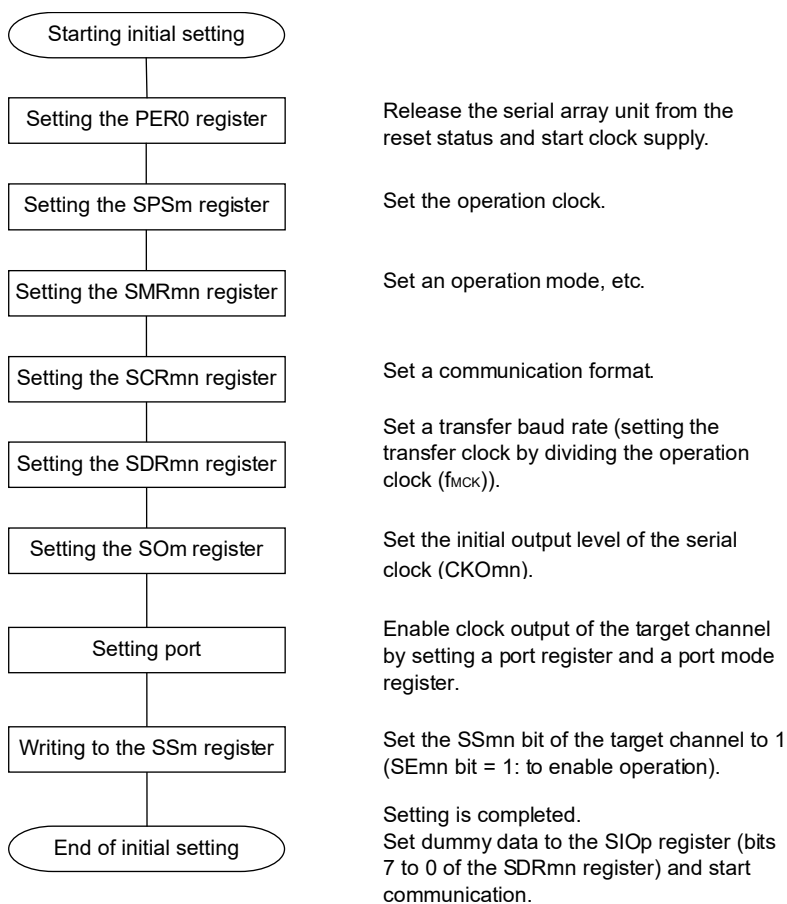 Starting initial setting
Setting the PER0 register
Release the serial array unit from the
reset status and start clock supply.
Setting the SPSm register
Set the operation clock.
Setting the SMRmn register
Set an operation mode, etc.
Setting the SCRmn register
Set a communication format.
Setting the SDRmn register
Set a transfer baud rate (setting the
transfer clock by dividing the operation
clock (fMCK)).
Setting the SOm register
Set the initial output level of the serial
clock (CKOmn).
Setting port
Enable clock output of the target channel
by setting a port register and a port mode
register.
Writing to the SSm register
Set the SSmn bit of the target channel to 1
(SEmn bit = 1: to enable operation).
End of initial setting
Setting is completed.
Set dummy data to the SIOp register (bits
7 to 0 of the SDRmn register) and start
communication.